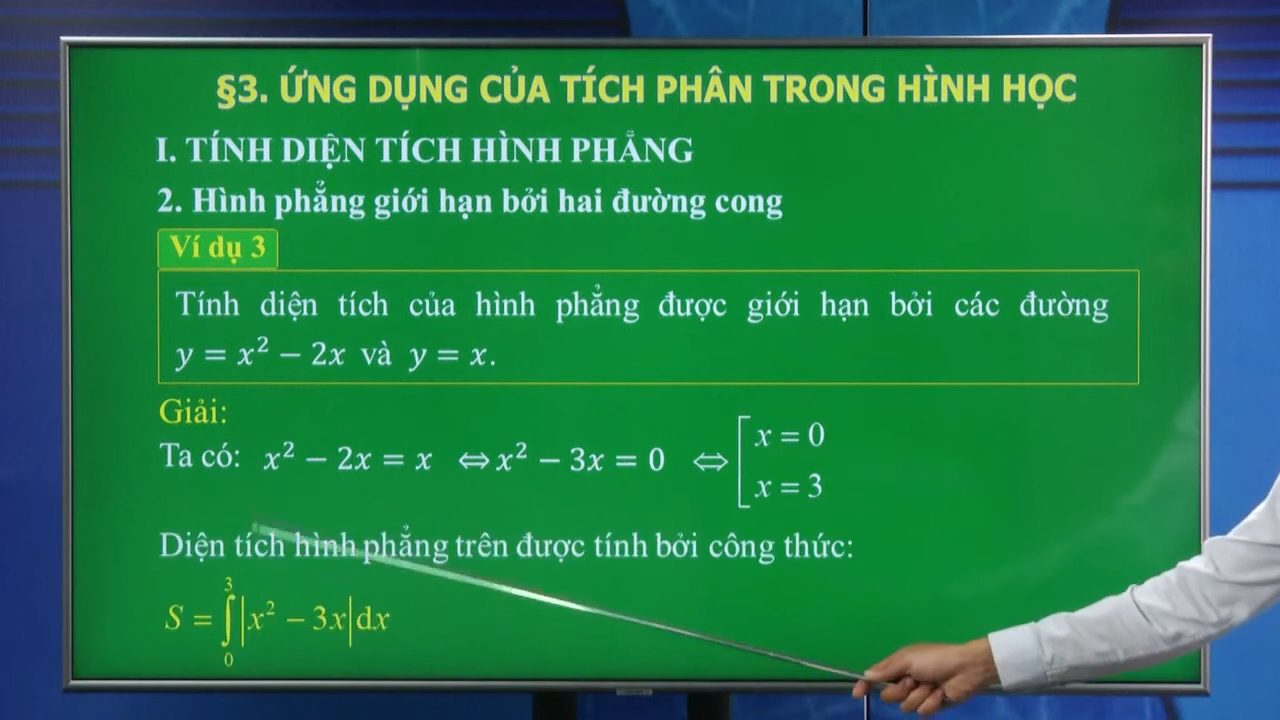 §3. ỨNG DỤNG CỦA TÍCH PHÂN TRONG HÌNH HỌC
I. TÍNH DIỆN TÍCH HÌNH PHẲNG
2. Hình phẳng giới hạn bởi hai đường cong
Ví dụ 3
Tính diện tích của hình phẳng được giới hạn bởi các đường
y = x² − 2x và y = x.
Giải:
Ta có: x² − 2x = x ⇔ x² − 3x = 0 ⇔ [x = 0
x = 3
Diện tích hình phẳng trên được tính bởi công thức:
S = ∫₀³ |x² − 3x| dx